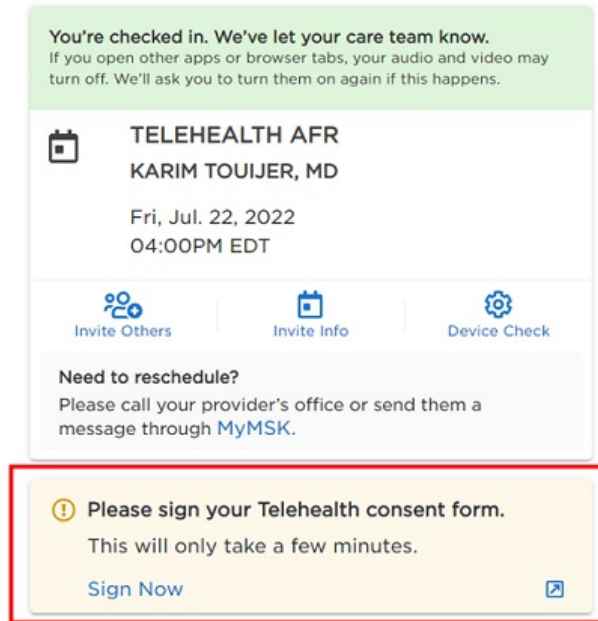 You're checked in. We've let your care team know.
If you open other apps or browser tabs, your audio and video may
turn off. We'll ask you to turn them on again if this happens.
TELEHEALTH AFR
KARIM TOUIJER, MD
Fri, Jul. 22, 2022
04:00PM EDT
Invite Others
Invite Info
Device Check
Need to reschedule?
Please call your provider's office or send them a
message through MyMSK.
Please sign your Telehealth consent form.
This will only take a few minutes.
Sign Now